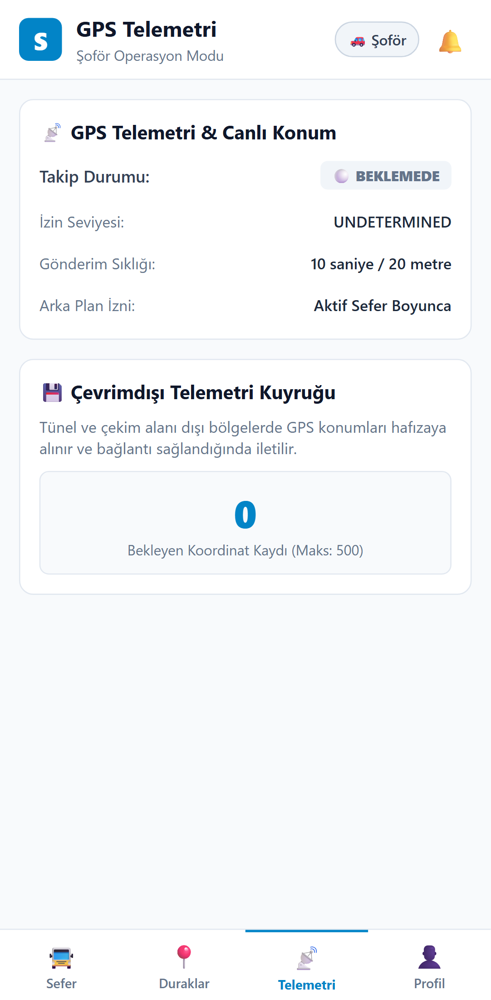 S
GPS Telemetri
Şoför Operasyon Modu
Şoför
GPS Telemetri & Canlı Konum
Takip Durumu:
BEKLEMEDE
İzin Seviyesi:
UNDETERMINED
Gönderim Sıklığı:
10 saniye / 20 metre
Arka Plan İzni:
Aktif Sefer Boyunca
Çevrimdışı Telemetri Kuyruğu
Tünel ve çekim alanı dışı bölgelerde GPS konumları hafızaya
alınır ve bağlantı sağlandığında iletilir.
0
Bekleyen Koordinat Kaydı (Maks: 500)
Sefer
Duraklar
Telemetri
Profil